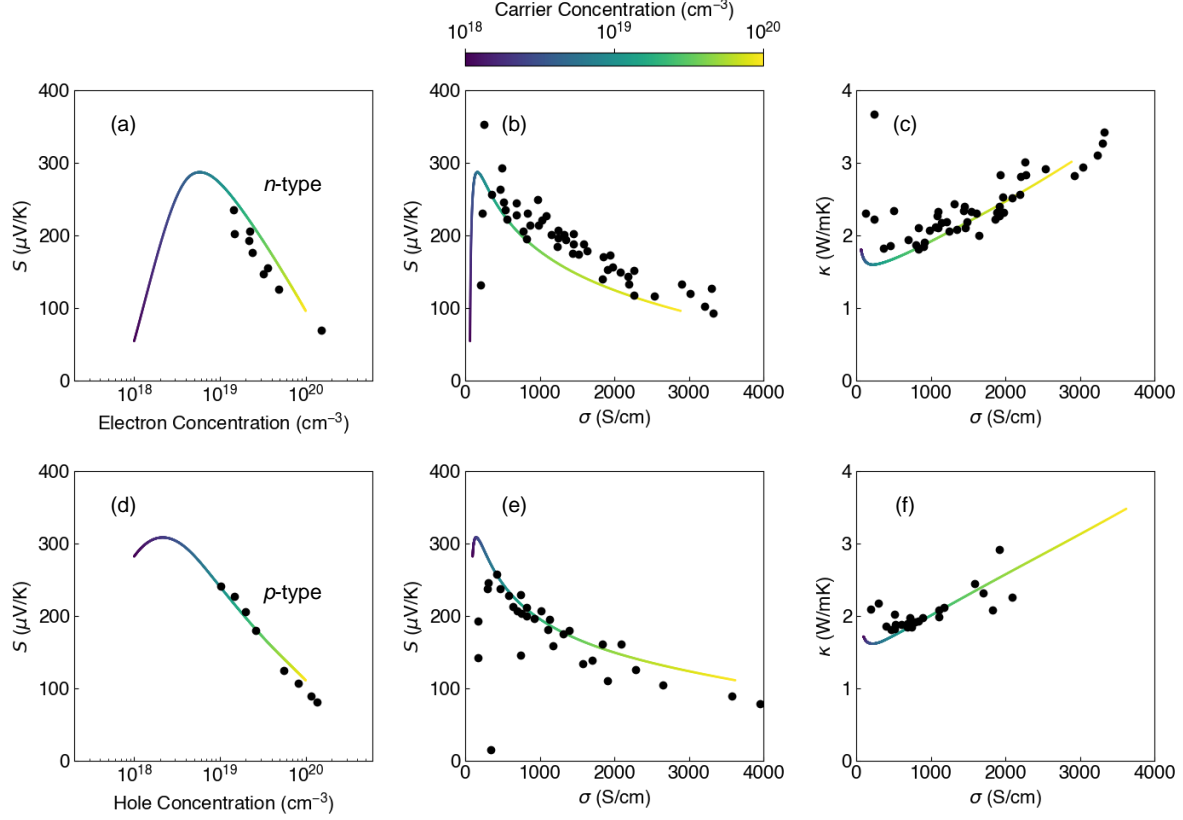 Carrier Concentration (cm⁻³)
10¹⁸ 10¹⁹ 10²⁰
(a)
n-type
S (μV/K)
400
300
200
100
0
10¹⁸ 10¹⁹ 10²⁰
Electron Concentration (cm⁻³)
(b)
S (μV/K)
400
300
200
100
0
0 1000 2000 3000 4000
σ (S/cm)
(c)
κ (W/mK)
4
3
2
1
0
0 1000 2000 3000 4000
σ (S/cm)
(d)
p-type
S (μV/K)
400
300
200
100
0
10¹⁸ 10¹⁹ 10²⁰
Hole Concentration (cm⁻³)
(e)
S (μV/K)
400
300
200
100
0
0 1000 2000 3000 4000
σ (S/cm)
(f)
κ (W/mK)
4
3
2
1
0
0 1000 2000 3000 4000
σ (S/cm)